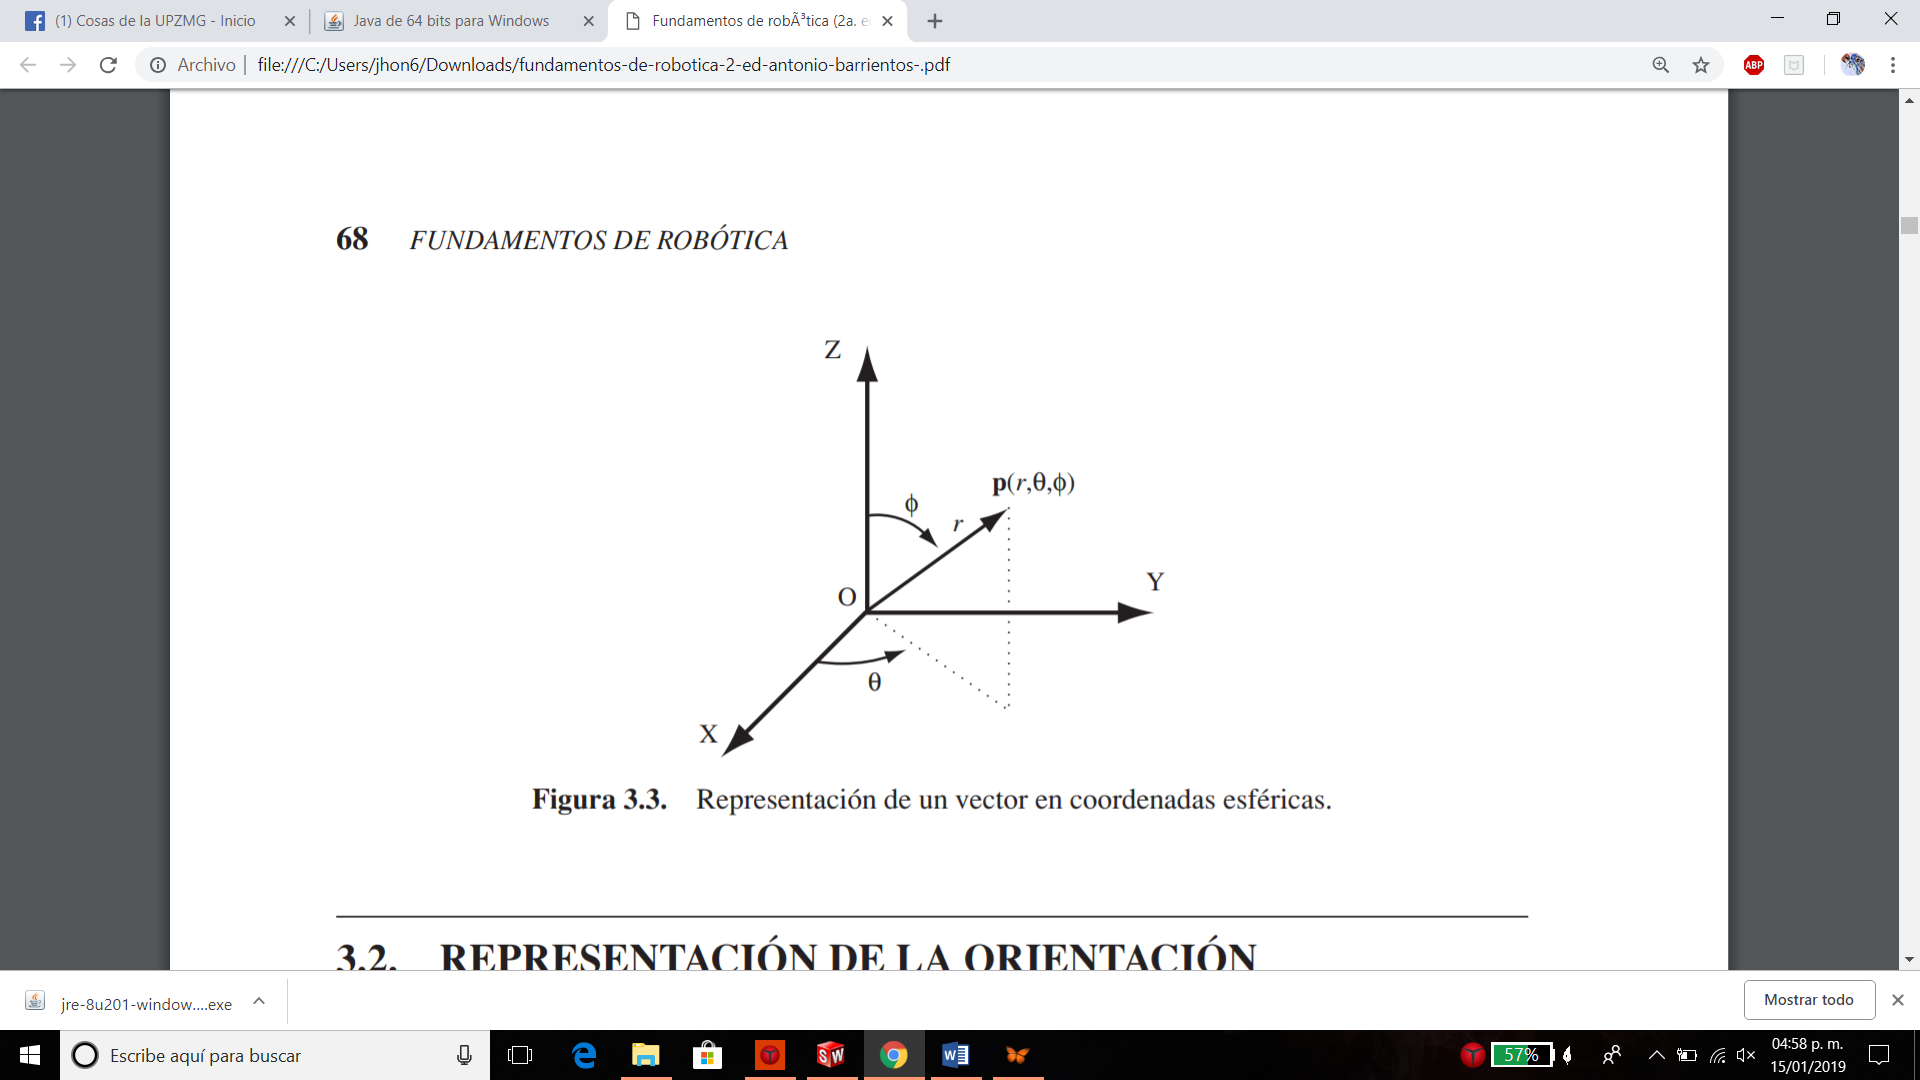 (1) Cosas de la UPZMG - Inicio
Java de 64 bits para Windows
Fundamentos de robÃ³tica (2a. e
Archivo
file:///C:/Users/jhon6/Downloads/fundamentos-de-robotica-2-ed-antonio-barrientos-.pdf
ABP
68 FUNDAMENTOS DE ROBÓTICA
Z
p(r,θ,ϕ)
ϕ
r
Y
O
θ
X
Figura 3.3. Representación de un vector en coordenadas esféricas.
3.2. REPRESENTACIÓN DE LA ORIENTACIÓN
jre-8u201-window....exe
Mostrar todo
Escribe aquí para buscar
SW
57%
04:58 p. m.
15/01/2019